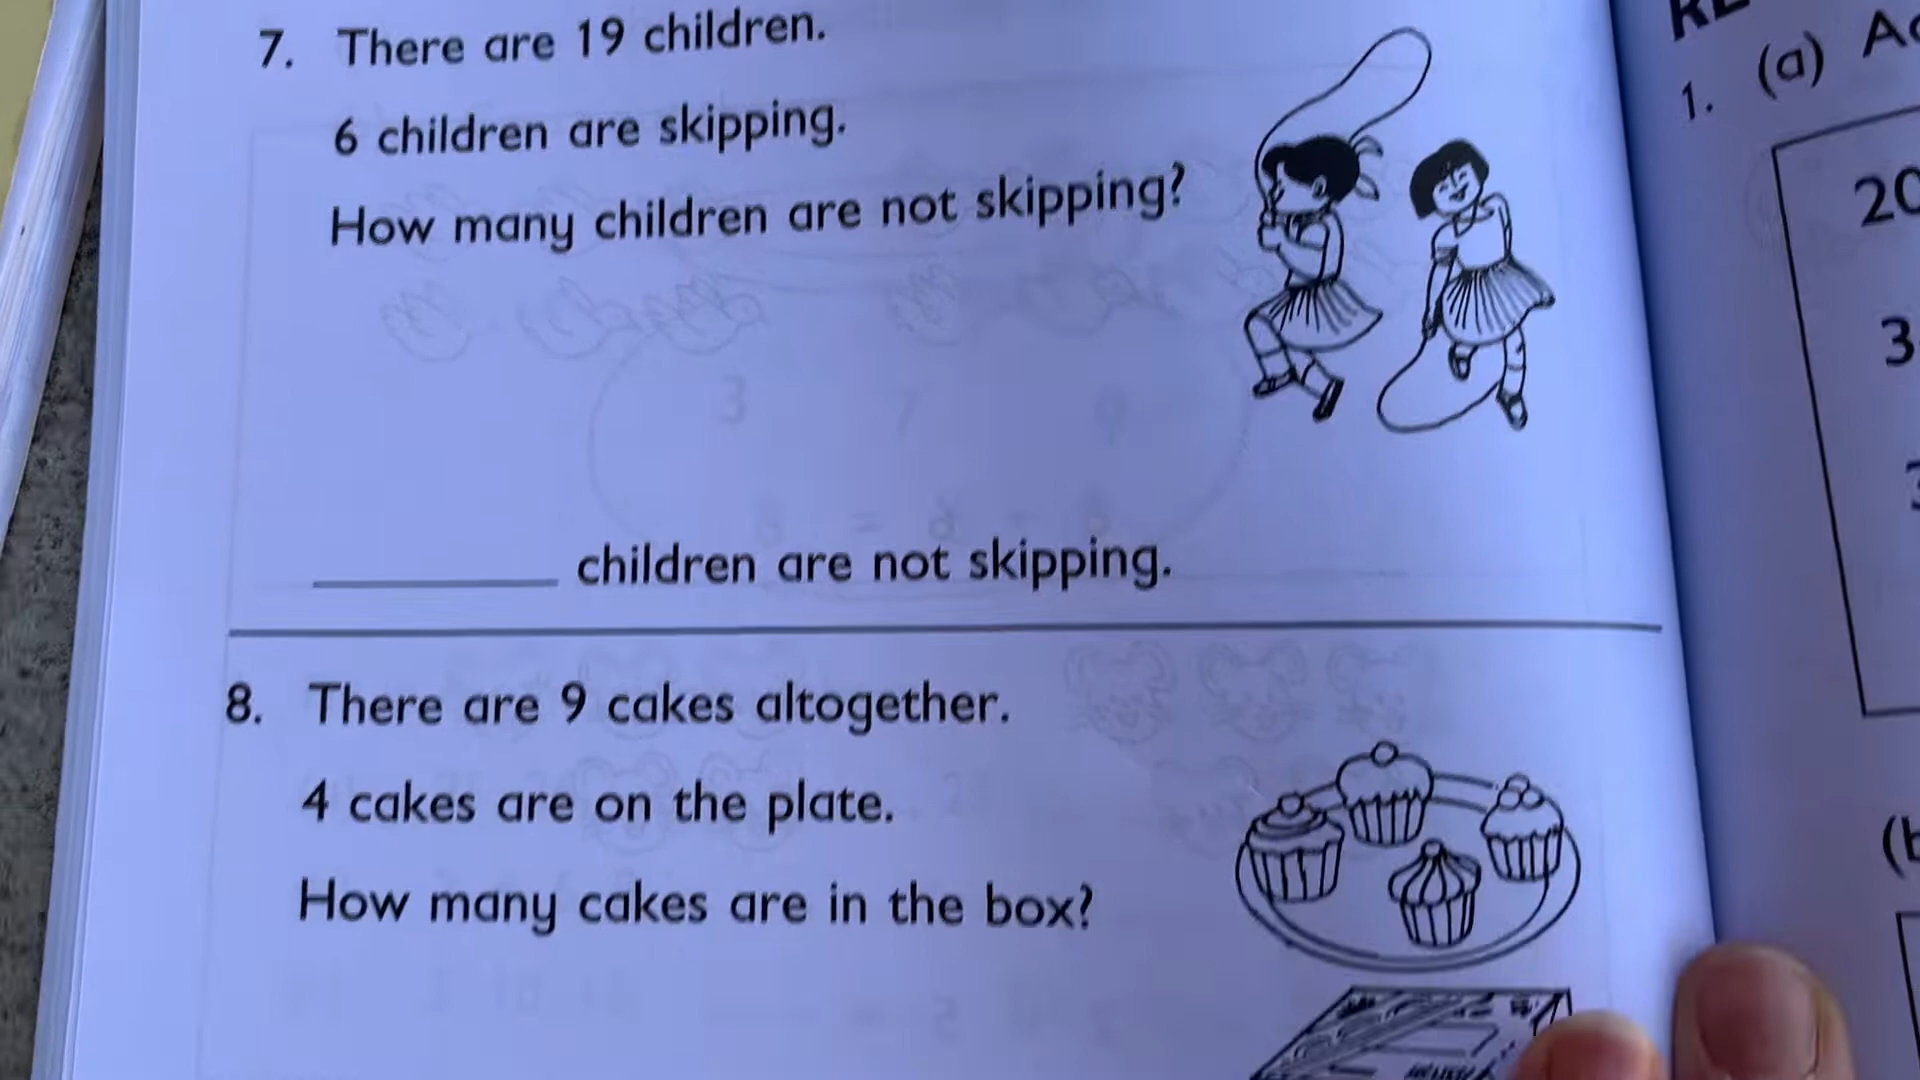 7. There are 19 children.
6 children are skipping.
How many children are not skipping?
children are not skipping.
8. There are 9 cakes altogether.
4 cakes are on the plate.
How many cakes are in the box?
1. (a)
20
3